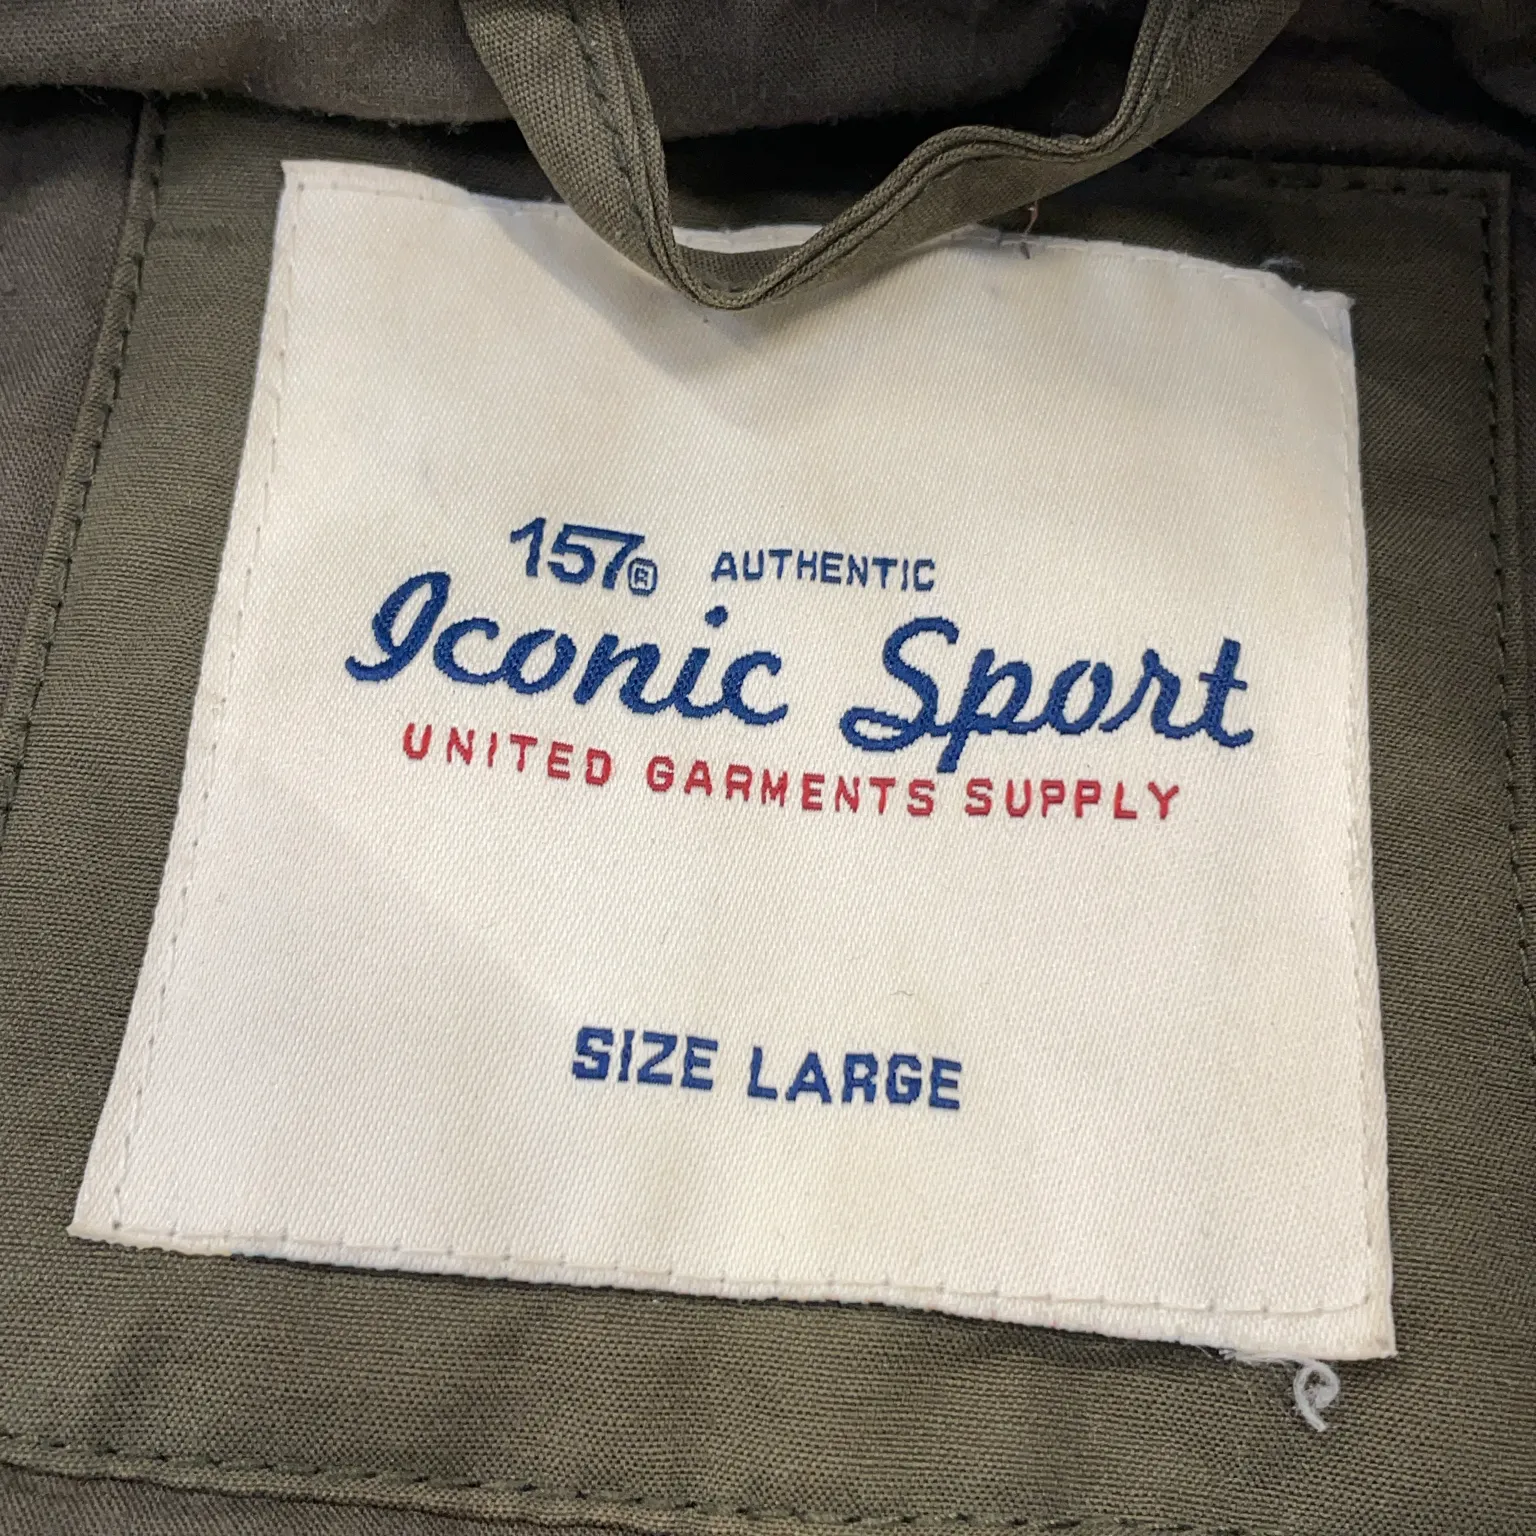 157® AUTHENTIC
Iconic Sport
UNITED GARMENTS SUPPLY
SIZE LARGE